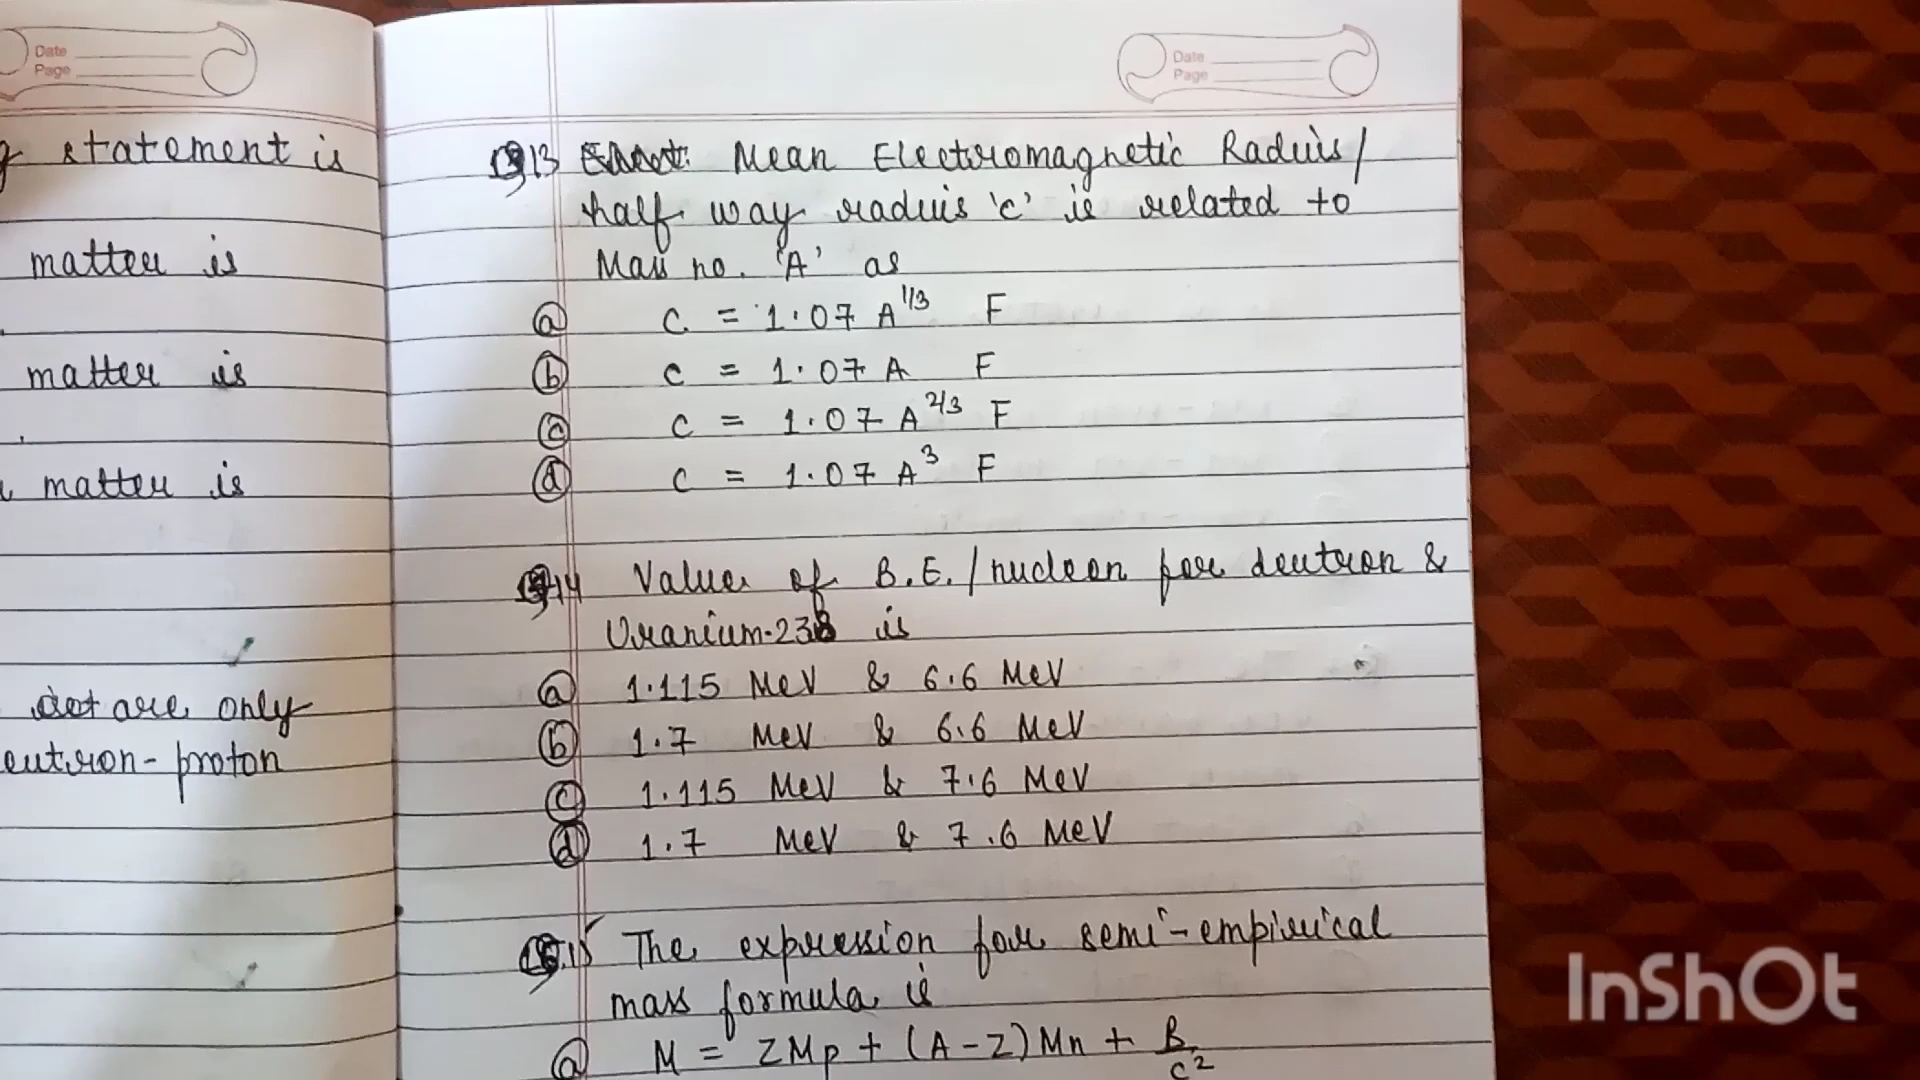 Date
Page
statement is
matter is
matter is
matter is
are only
eutron-proton
Date
Page
Q13 Mean Electromagnetic Radius/
half way radius 'c' is related to
Mass no. 'A' as
(a) c = 1.07 A^1/3 F
(b) c = 1.07 A F
(c) c = 1.07 A^2/3 F
(d) c = 1.07 A^3 F
14 Value of B.E./nucleon for deutron &
Uranium-238 is
(a) 1.115 MeV & 6.6 MeV
(b) 1.7 MeV & 6.6 MeV
(c) 1.115 MeV & 7.6 MeV
(d) 1.7 MeV & 7.6 MeV
15 The expression for semi-empirical
mass formula is
(a) M = ZMp + (A-Z)Mn + B/c²
InShOt